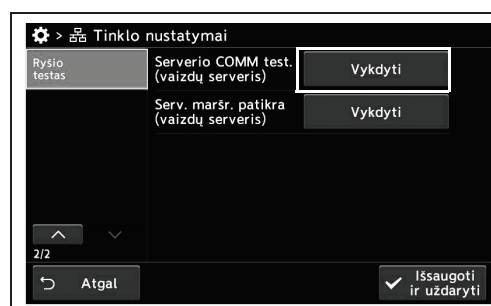 > Tinklo nustatymai
Ryšio
testas
Serverio COMM test.
(vaizdų serveris)
Vykdyti
Serv. maršr. patikra
(vaizdų serveris)
Vykdyti
2/2
Atgal
Išsaugoti
ir uždaryti